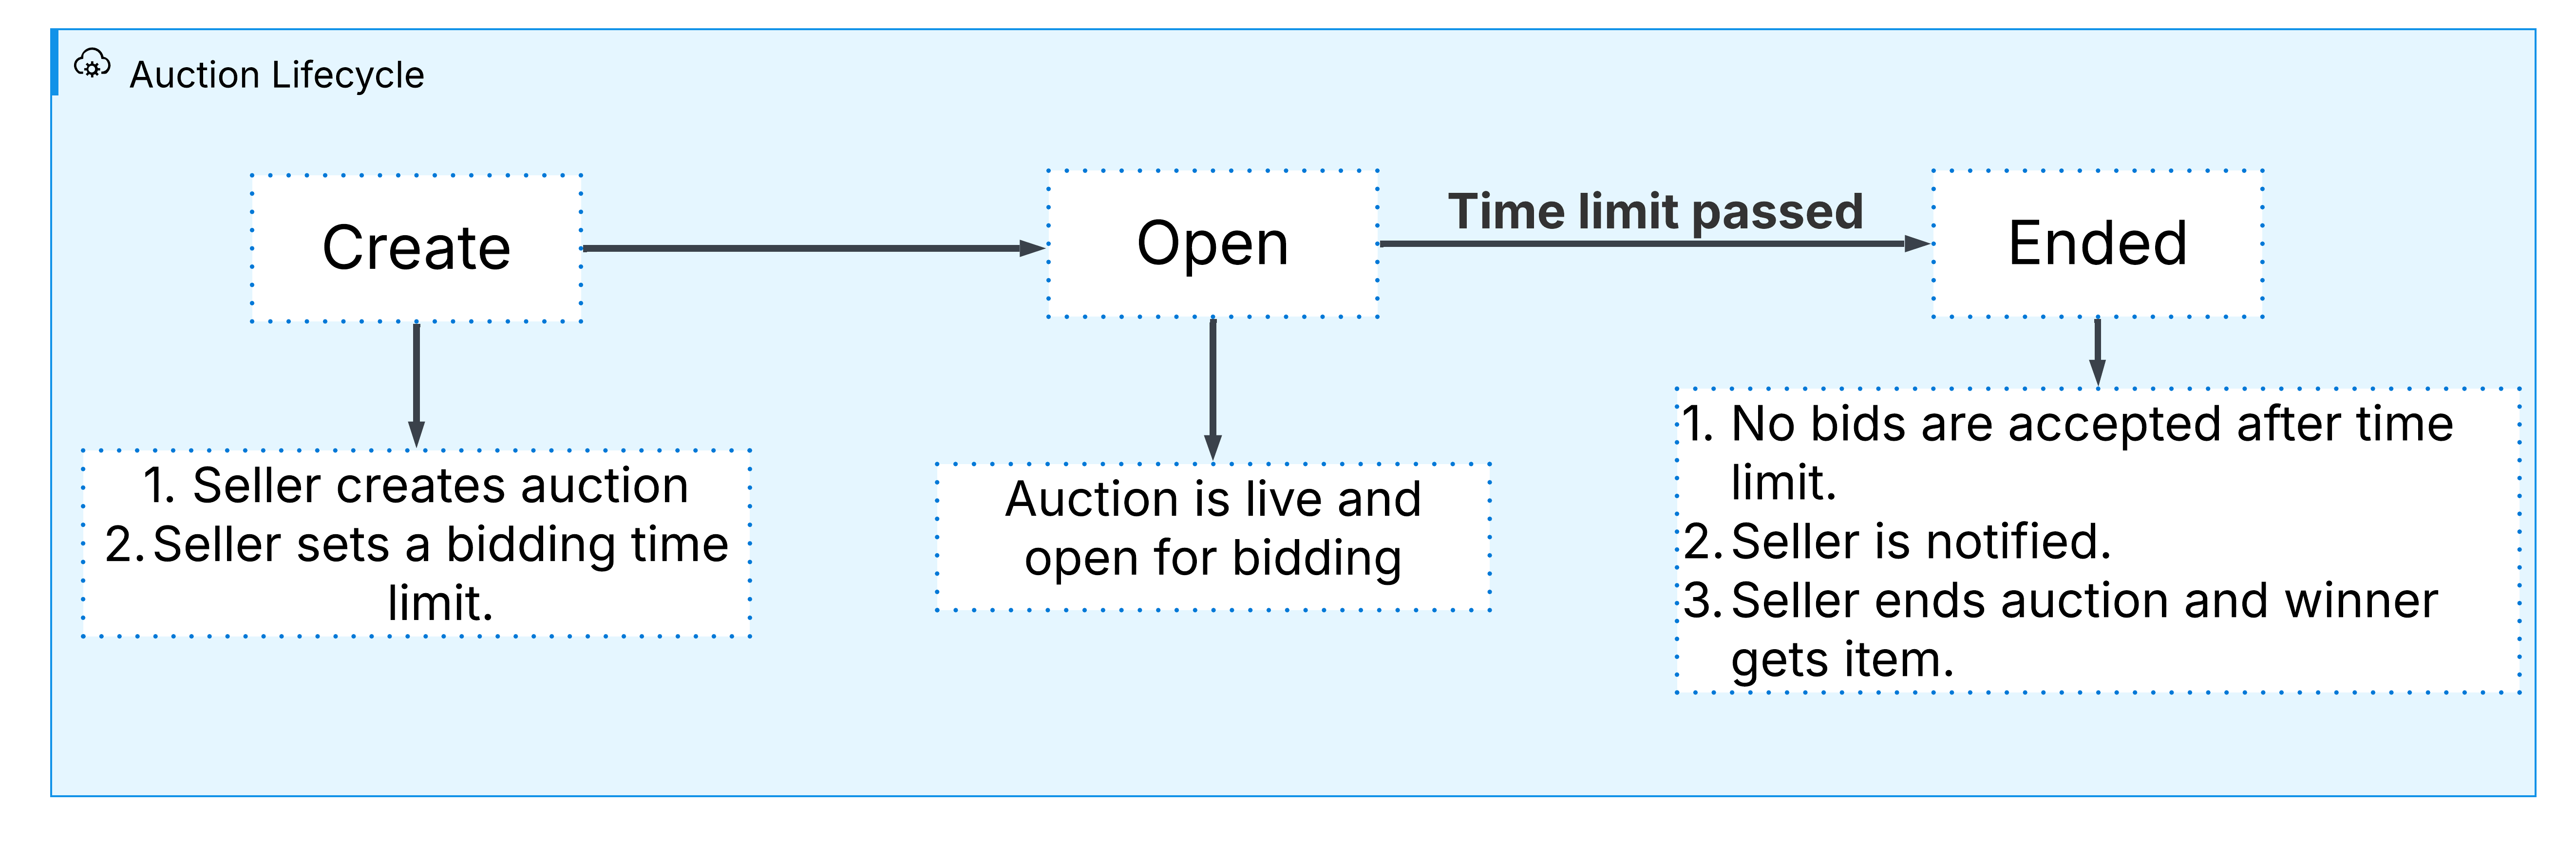 Auction Lifecycle
Create
Open
Time limit passed
Ended
1. Seller creates auction
2. Seller sets a bidding time
limit.
Auction is live and
open for bidding
1. No bids are accepted after time
limit.
2. Seller is notified.
3. Seller ends auction and winner
gets item.